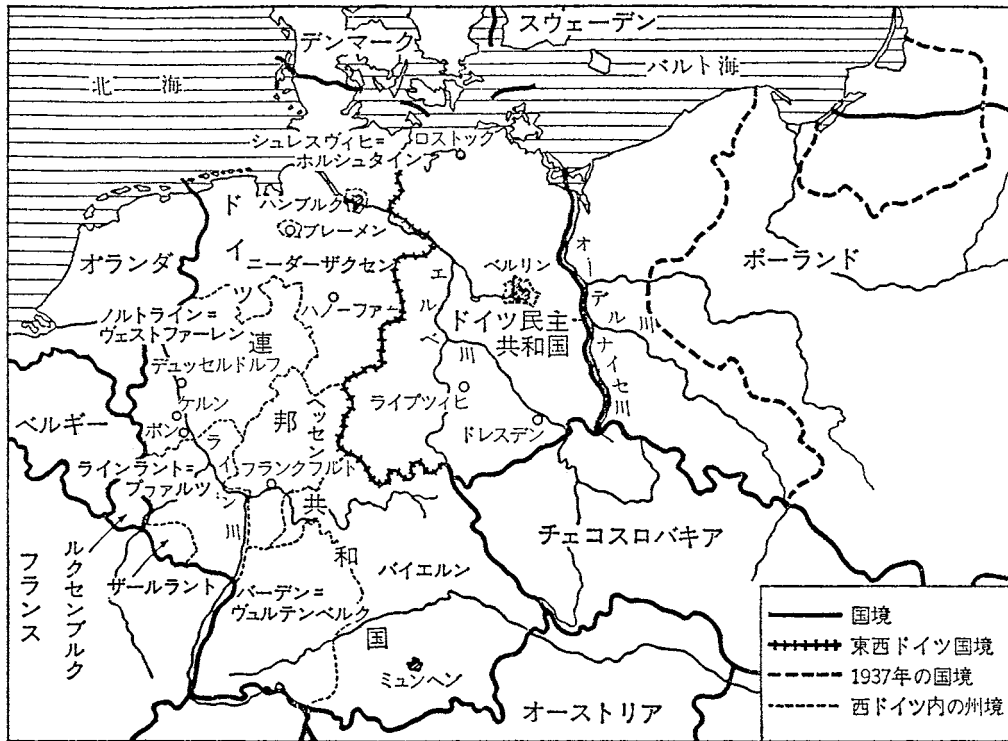 スウェーデン
デンマーク
バルト海
北海
シュレスヴィヒ=
ホルシュタイン
ロストック
ハンブルク
ブレーメン
オランダ
ニーダーザクセン
ベルリン
ポーランド
エルベ川
オーデル川
ナイセ川
ハノーファー
ドイツ連邦共和国
ノルトライン=
ヴェストファーレン
ドイツ民主
共和国
デュッセルドルフ
ケルン
ヘッセン
ライプツィヒ
ベルギー
ボン
ドレスデン
ライン川
ラインラント=
プファルツ
フランクフルト
チェコスロバキア
フランス
ルクセンブルク
ザールラント
バーデン=
ヴュルテンベルク
バイエルン
ミュンヘン
オーストリア
国境
東西ドイツ国境
1937年の国境
西ドイツ内の州境